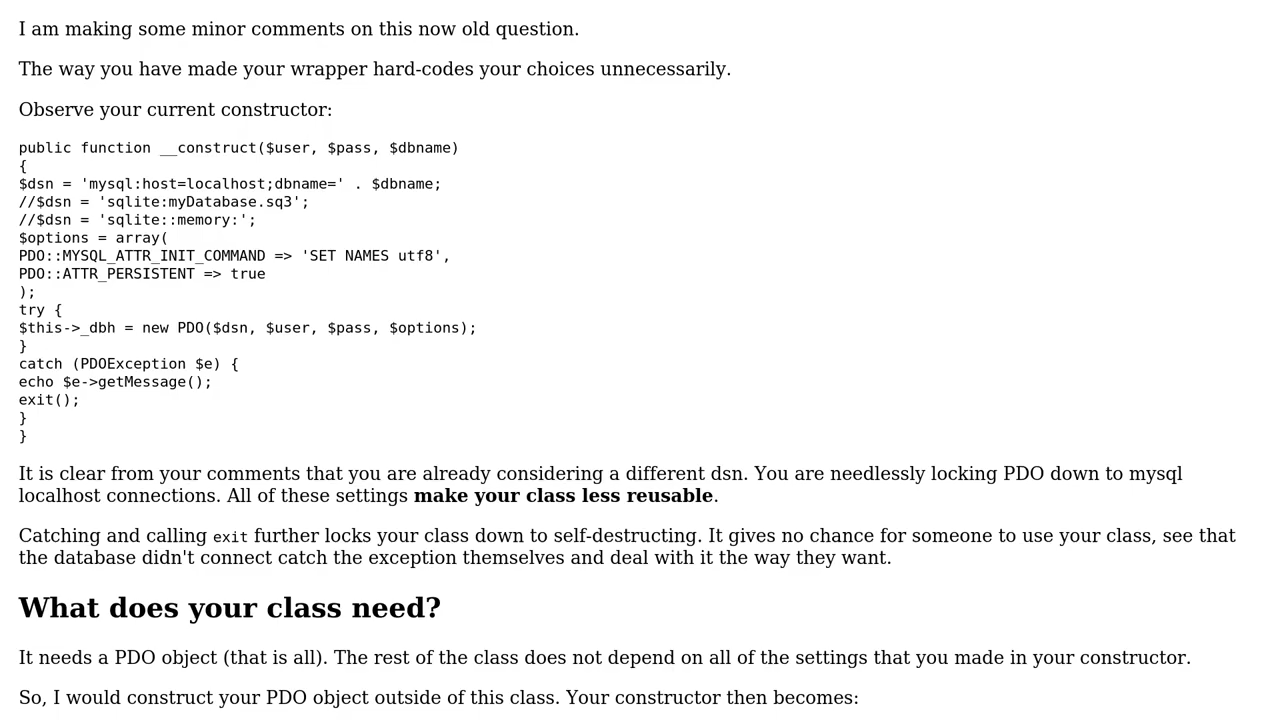 I am making some minor comments on this now old question.
The way you have made your wrapper hard-codes your choices unnecessarily.
Observe your current constructor:
public function __construct($user, $pass, $dbname)
{
$dsn = 'mysql:host=localhost;dbname=' . $dbname;
//$dsn = 'sqlite:myDatabase.sq3';
//$dsn = 'sqlite::memory:';
$options = array(
PDO::MYSQL_ATTR_INIT_COMMAND => 'SET NAMES utf8',
PDO::ATTR_PERSISTENT => true
);
try {
$this->_dbh = new PDO($dsn, $user, $pass, $options);
}
catch (PDOException $e) {
echo $e->getMessage();
exit();
}
}
It is clear from your comments that you are already considering a different dsn. You are needlessly locking PDO down to mysql
localhost connections. All of these settings make your class less reusable.
Catching and calling exit further locks your class down to self-destructing. It gives no chance for someone to use your class, see that
the database didn't connect catch the exception themselves and deal with it the way they want.
What does your class need?
It needs a PDO object (that is all). The rest of the class does not depend on all of the settings that you made in your constructor.
So, I would construct your PDO object outside of this class. Your constructor then becomes: